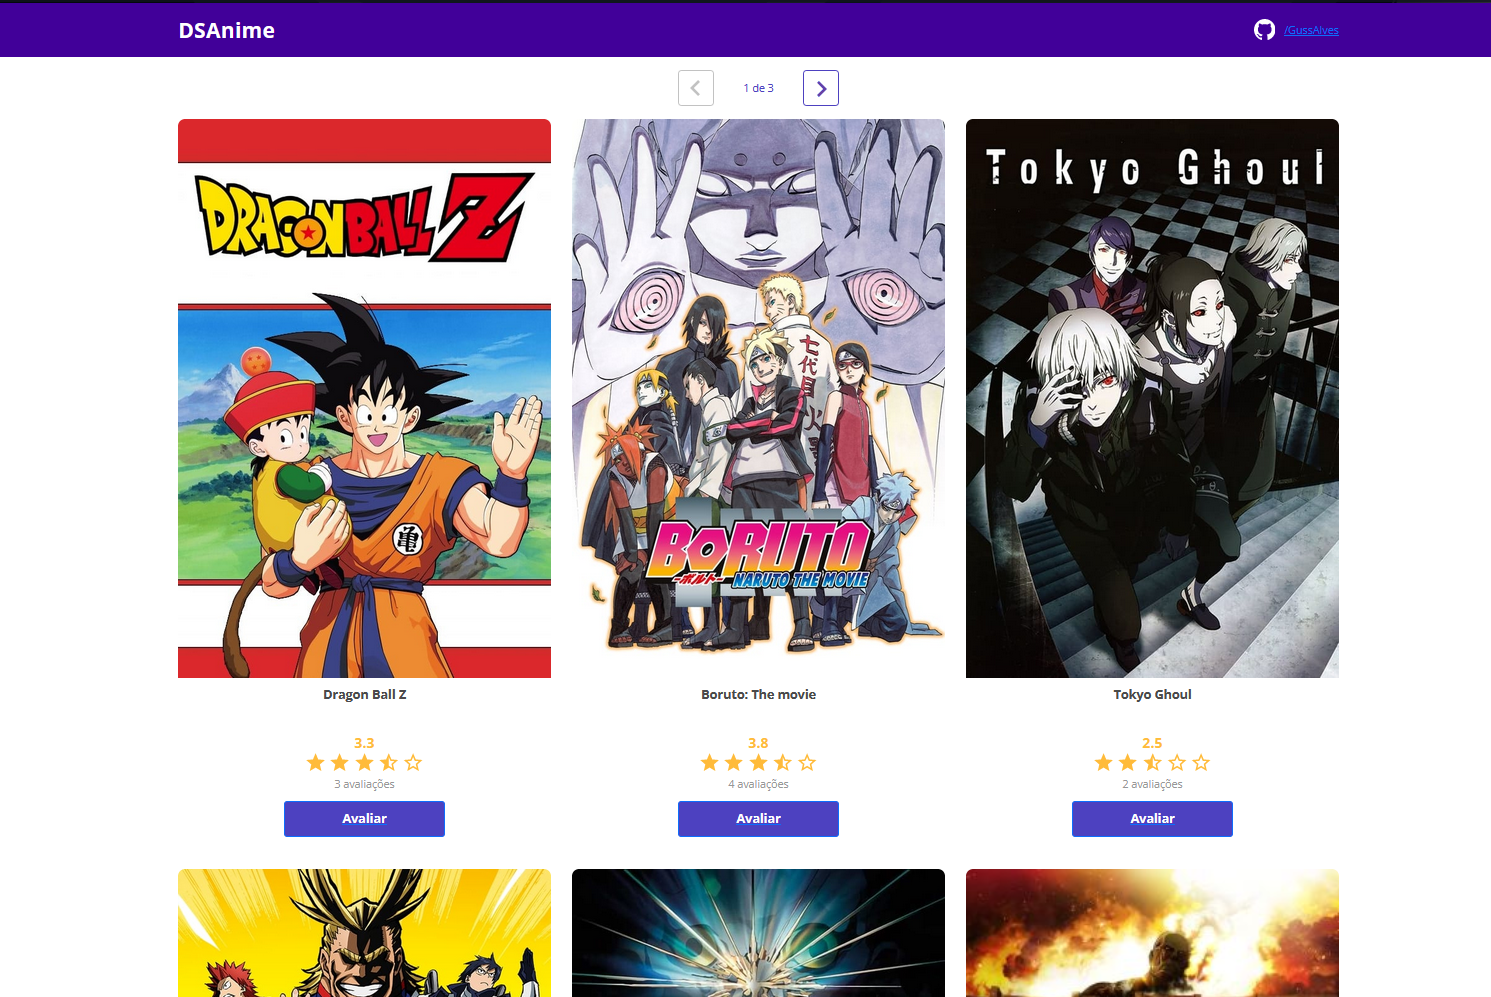 DSAnime
/GussAlves
1 de 3
DRAGON BALL Z
七代目火
BORUTO
-ボルト-
NARUTO THE MOVIE
Tokyo Ghoul
Dragon Ball Z
Boruto: The movie
Tokyo Ghoul
3.3
3.8
2.5
3 avaliações
4 avaliações
2 avaliações
Avaliar
Avaliar
Avaliar